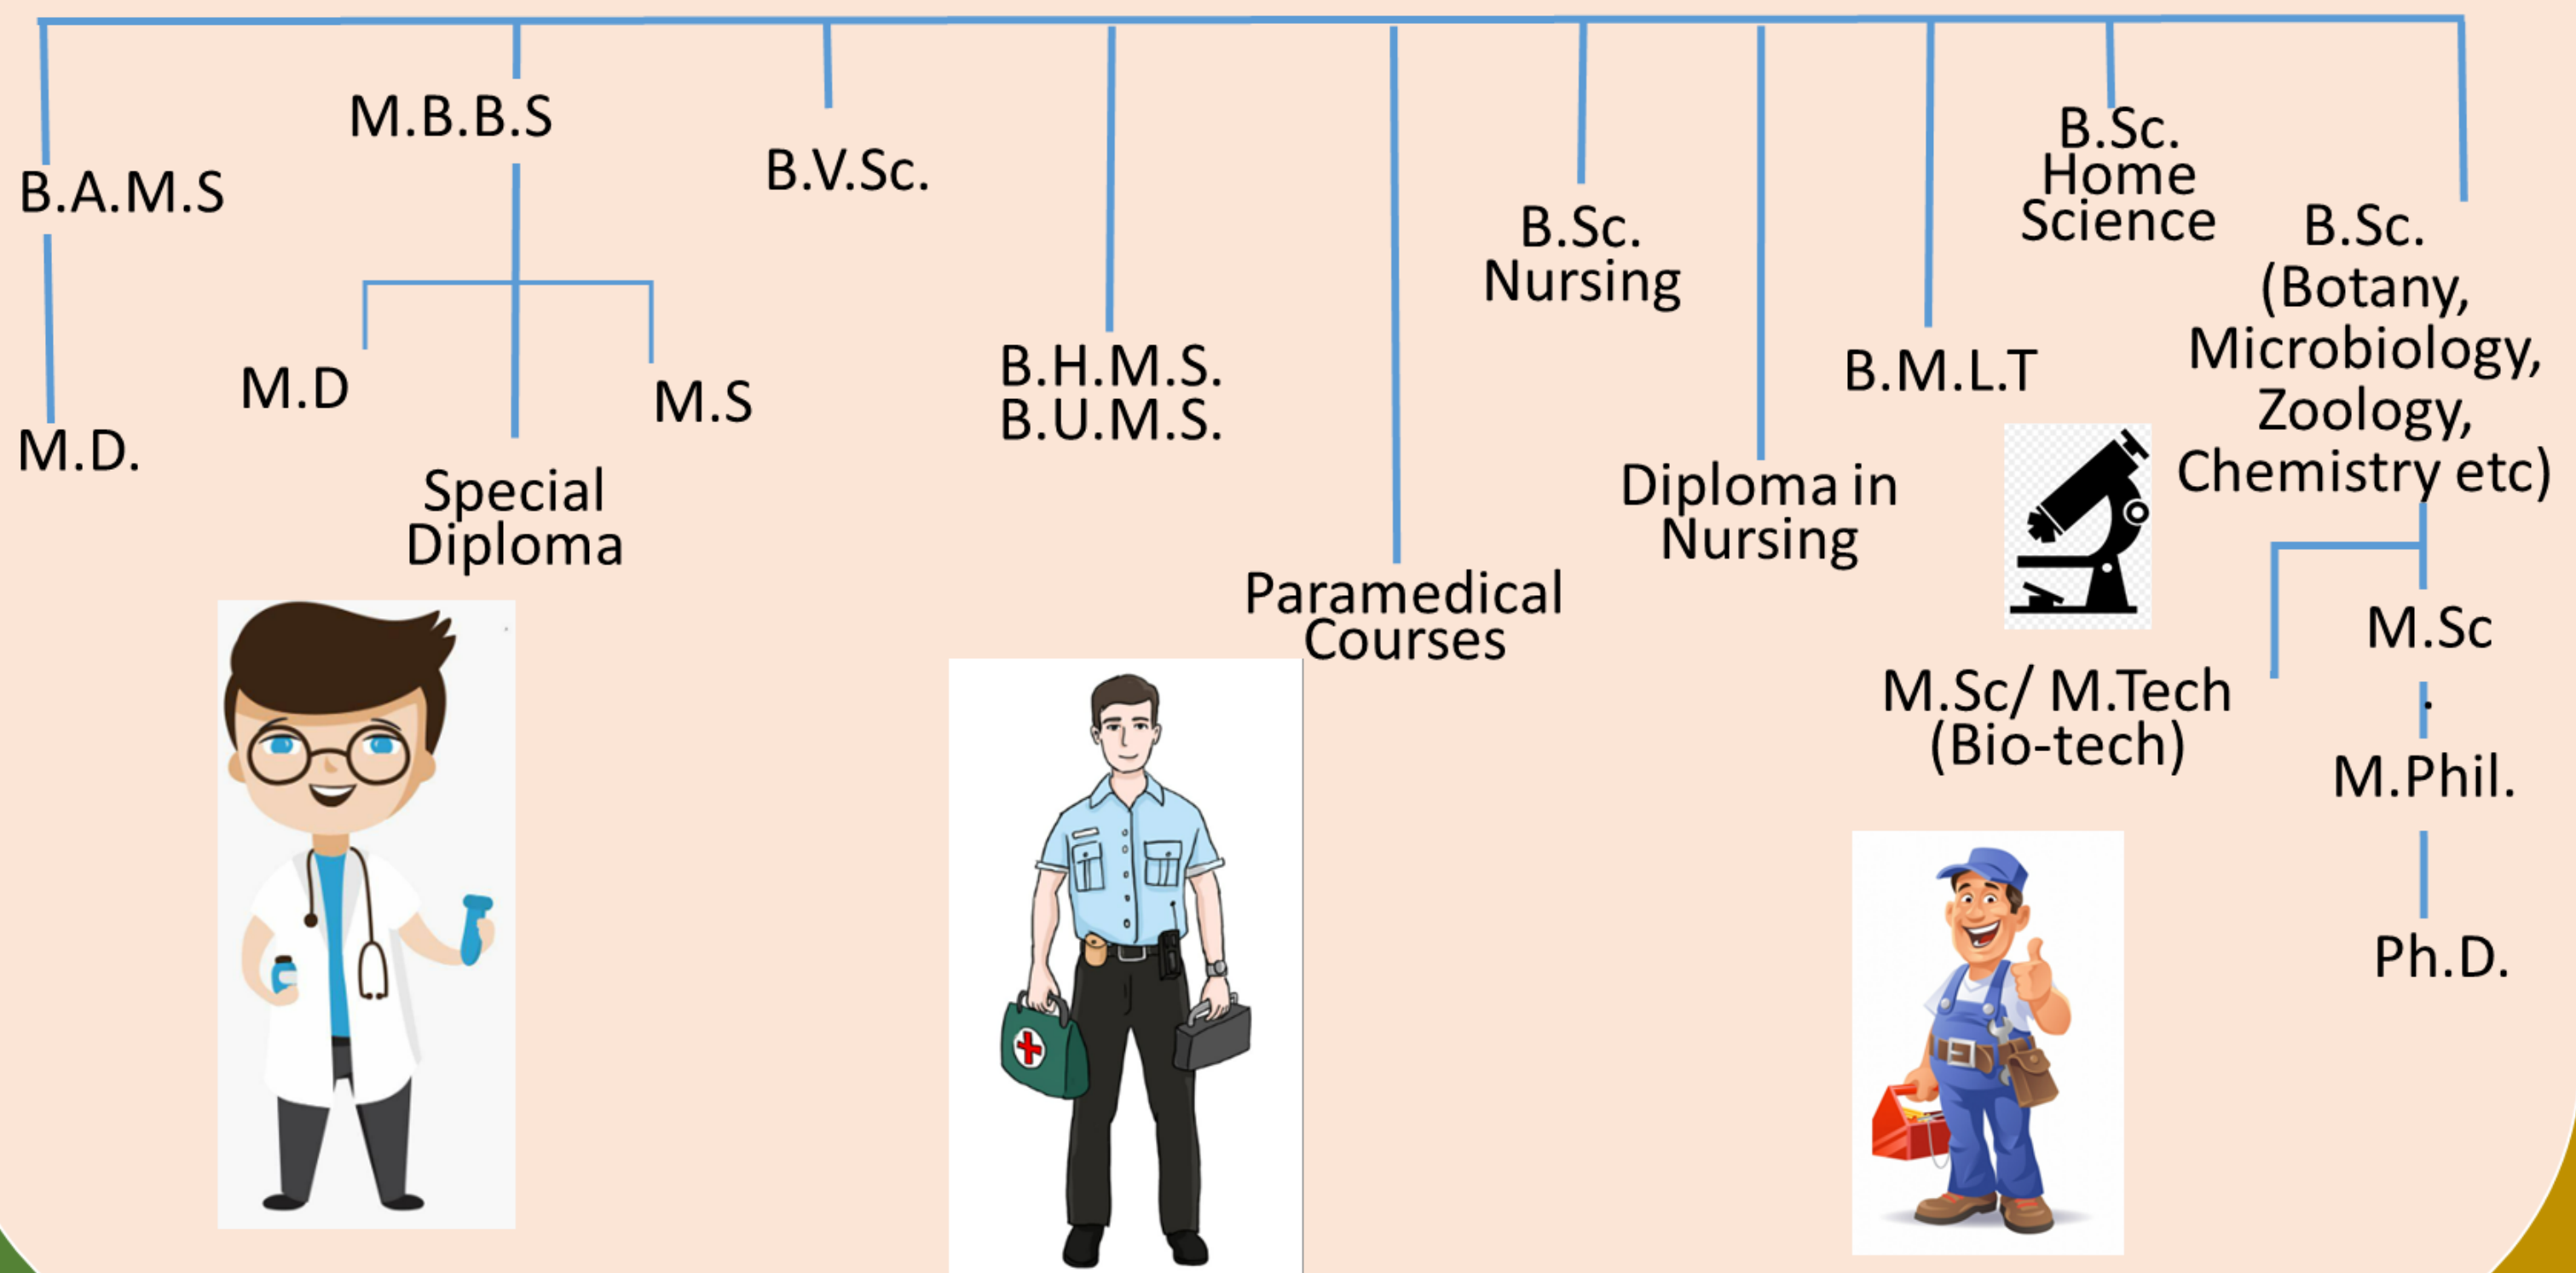 B.A.M.S
M.D.
M.B.B.S
M.D
Special
Diploma
M.S
B.V.Sc.
B.H.M.S.
B.U.M.S.
Paramedical
Courses
B.Sc.
Nursing
Diploma in
Nursing
B.M.L.T
B.Sc.
Home
Science
B.Sc.
(Botany,
Microbiology,
Zoology,
Chemistry etc)
M.Sc/ M.Tech
(Bio-tech)
M.Sc
.
M.Phil.
Ph.D.